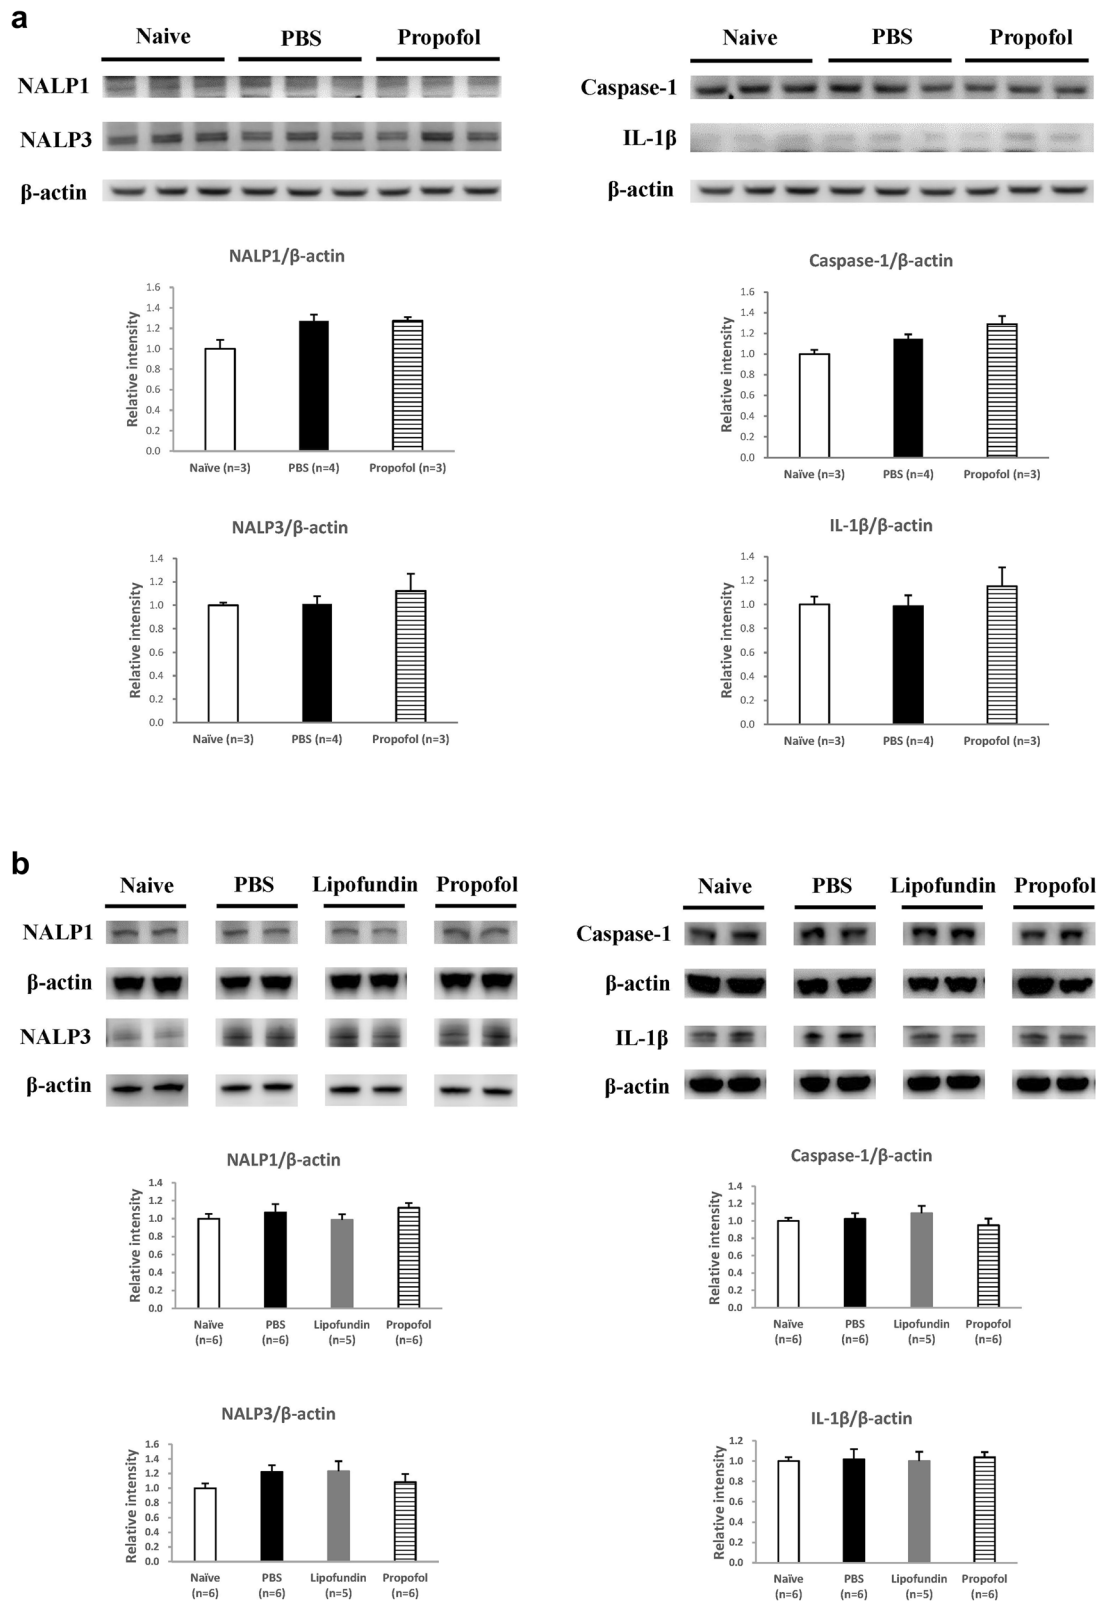 a
Naive PBS Propofol
NALP1
NALP3
β-actin
Naive PBS Propofol
Caspase-1
IL-1β
β-actin
NALP1/β-actin
Relative intensity
1.6
1.4
1.2
1.0
0.8
0.6
0.4
0.2
0.0
Naïve (n=3) PBS (n=4) Propofol (n=3)
Caspase-1/β-actin
Relative intensity
1.6
1.4
1.2
1.0
0.8
0.6
0.4
0.2
0.0
Naïve (n=3) PBS (n=4) Propofol (n=3)
NALP3/β-actin
Relative intensity
1.4
1.2
1.0
0.8
0.6
0.4
0.2
0.0
Naïve (n=3) PBS (n=4) Propofol (n=3)
IL-1β/β-actin
Relative intensity
1.4
1.2
1.0
0.8
0.6
0.4
0.2
0.0
Naïve (n=3) PBS (n=4) Propofol (n=3)
b
Naive PBS Lipofundin Propofol
NALP1
β-actin
NALP3
β-actin
Naive PBS Lipofundin Propofol
Caspase-1
β-actin
IL-1β
β-actin
NALP1/β-actin
Relative intensity
1.4
1.2
1.0
0.8
0.6
0.4
0.2
0.0
Naïve PBS Lipofundin Propofol
(n=6) (n=6) (n=5) (n=6)
Caspase-1/β-actin
Relative intensity
1.4
1.2
1.0
0.8
0.6
0.4
0.2
0.0
Naïve PBS Lipofundin Propofol
(n=6) (n=6) (n=5) (n=6)
NALP3/β-actin
Relative intensity
1.6
1.4
1.2
1.0
0.8
0.6
0.4
0.2
0.0
Naïve PBS Lipofundin Propofol
(n=6) (n=6) (n=5) (n=6)
IL-1β/β-actin
Relative intensity
1.2
1.0
0.8
0.6
0.4
0.2
0.0
Naïve PBS Lipofundin Propofol
(n=6) (n=6) (n=5) (n=6)